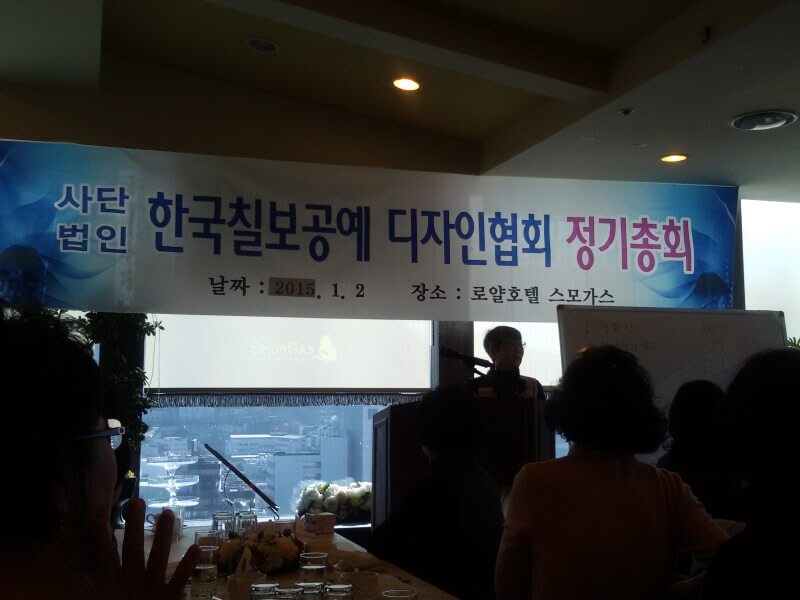 사단
법인
한국칠보공예 디자인협회 정기총회
날짜 : 2015. 1. 2 장소 : 로얄호텔 스모가스
SMORGAS